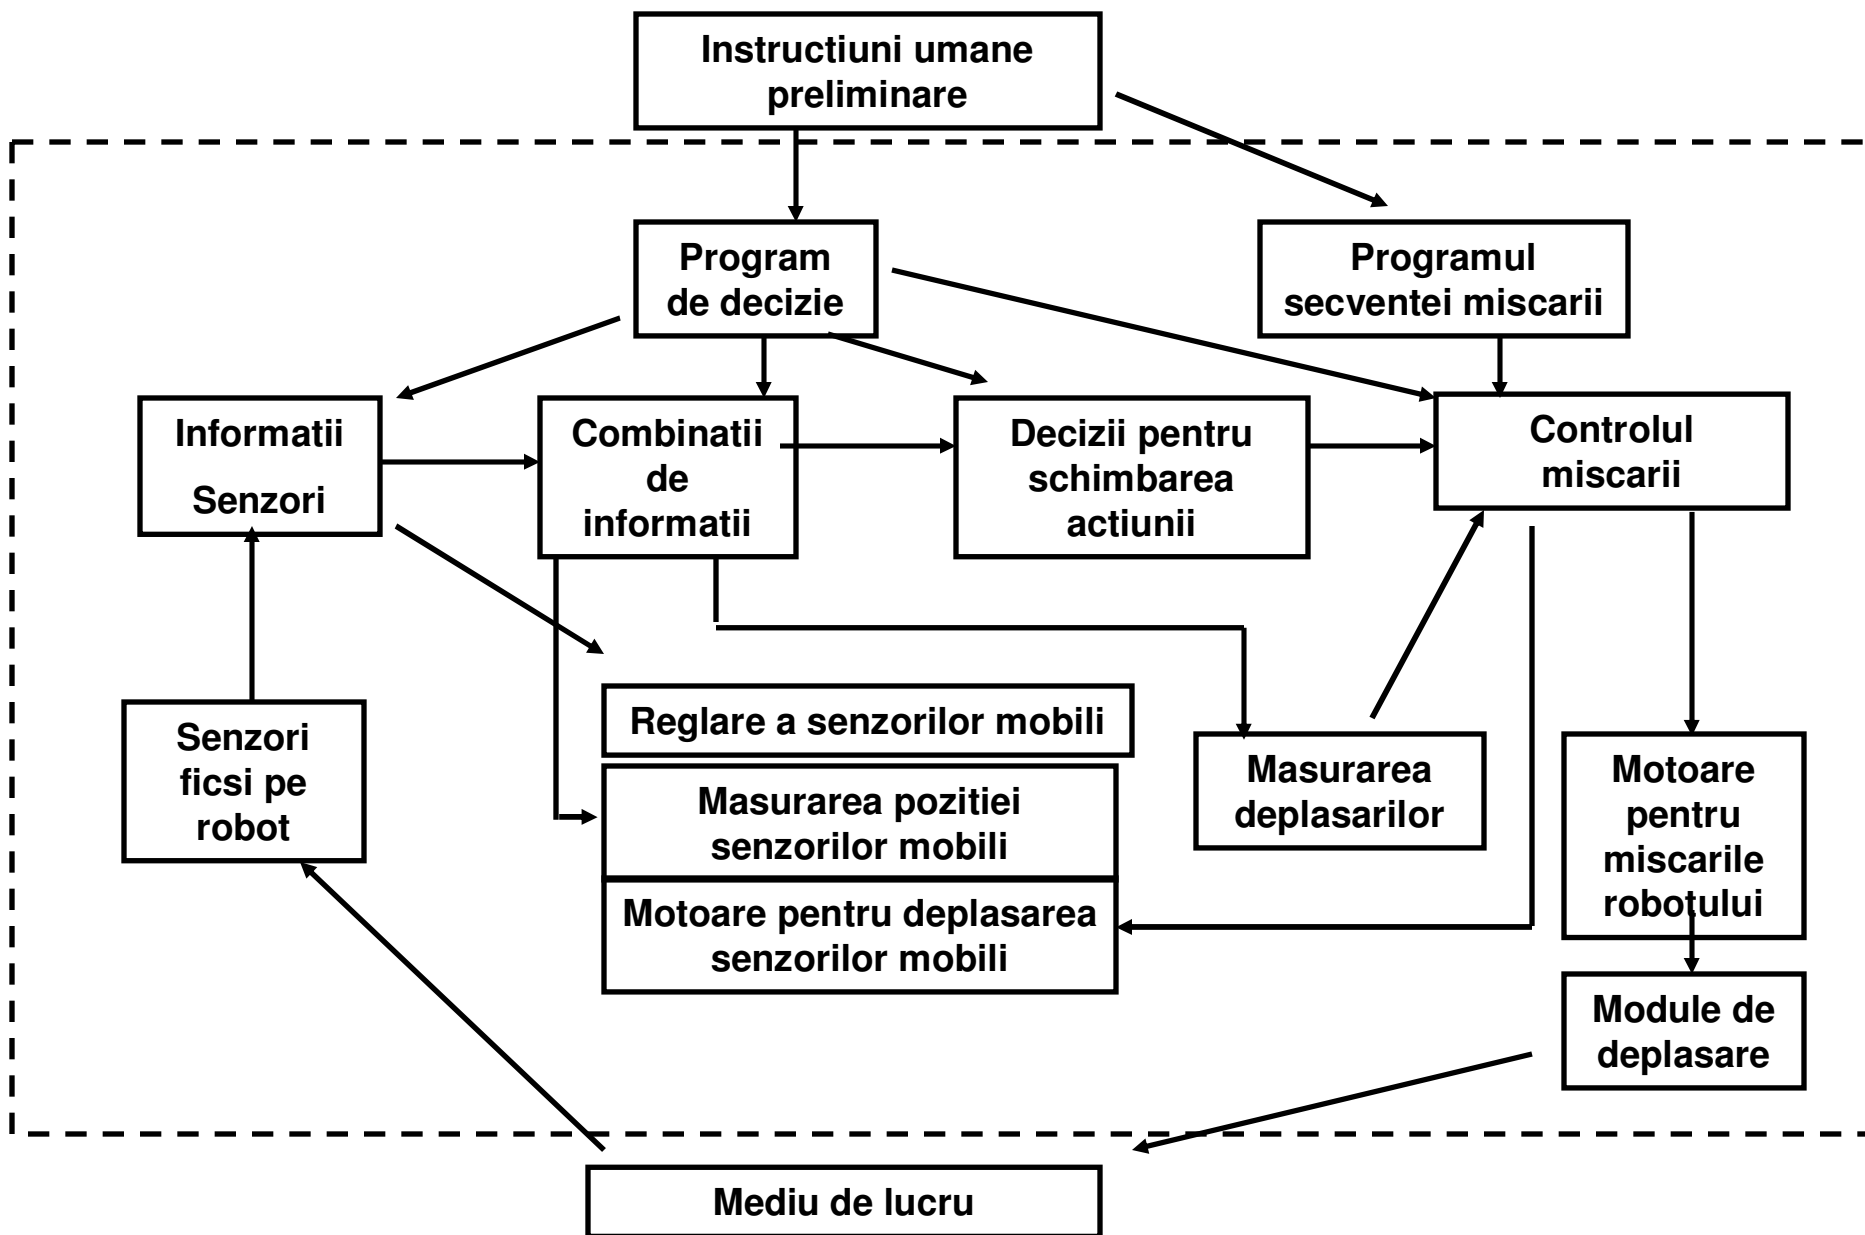 Instructiuni umane
preliminare
Program
de decizie
Programul
secventei miscarii
Informatii
Senzori
Combinatii
de
informatii
Decizii pentru
schimbarea
actiunii
Controlul
miscarii
Senzori
ficsi pe
robot
Reglare a senzorilor mobili
Masurarea pozitiei
senzorilor mobili
Motoare pentru deplasarea
senzorilor mobili
Masurarea
deplasarilor
Motoare
pentru
miscarile
robotului
Module de
deplasare
Mediu de lucru